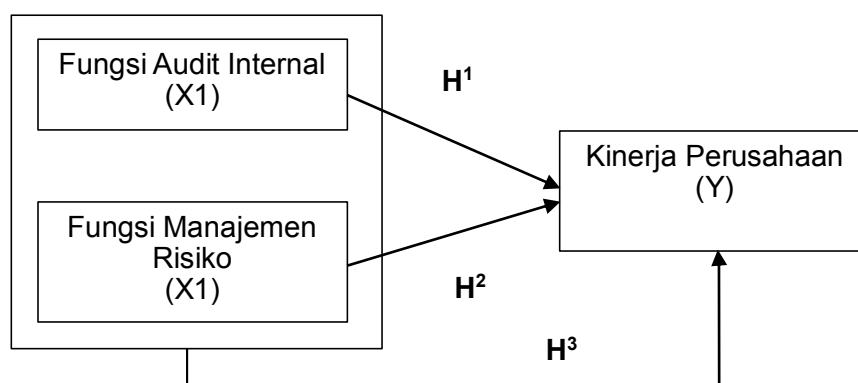 Fungsi Audit Internal
(X1)
H¹
Kinerja Perusahaan
(Y)
Fungsi Manajemen
Risiko
(X1)
H²
H³